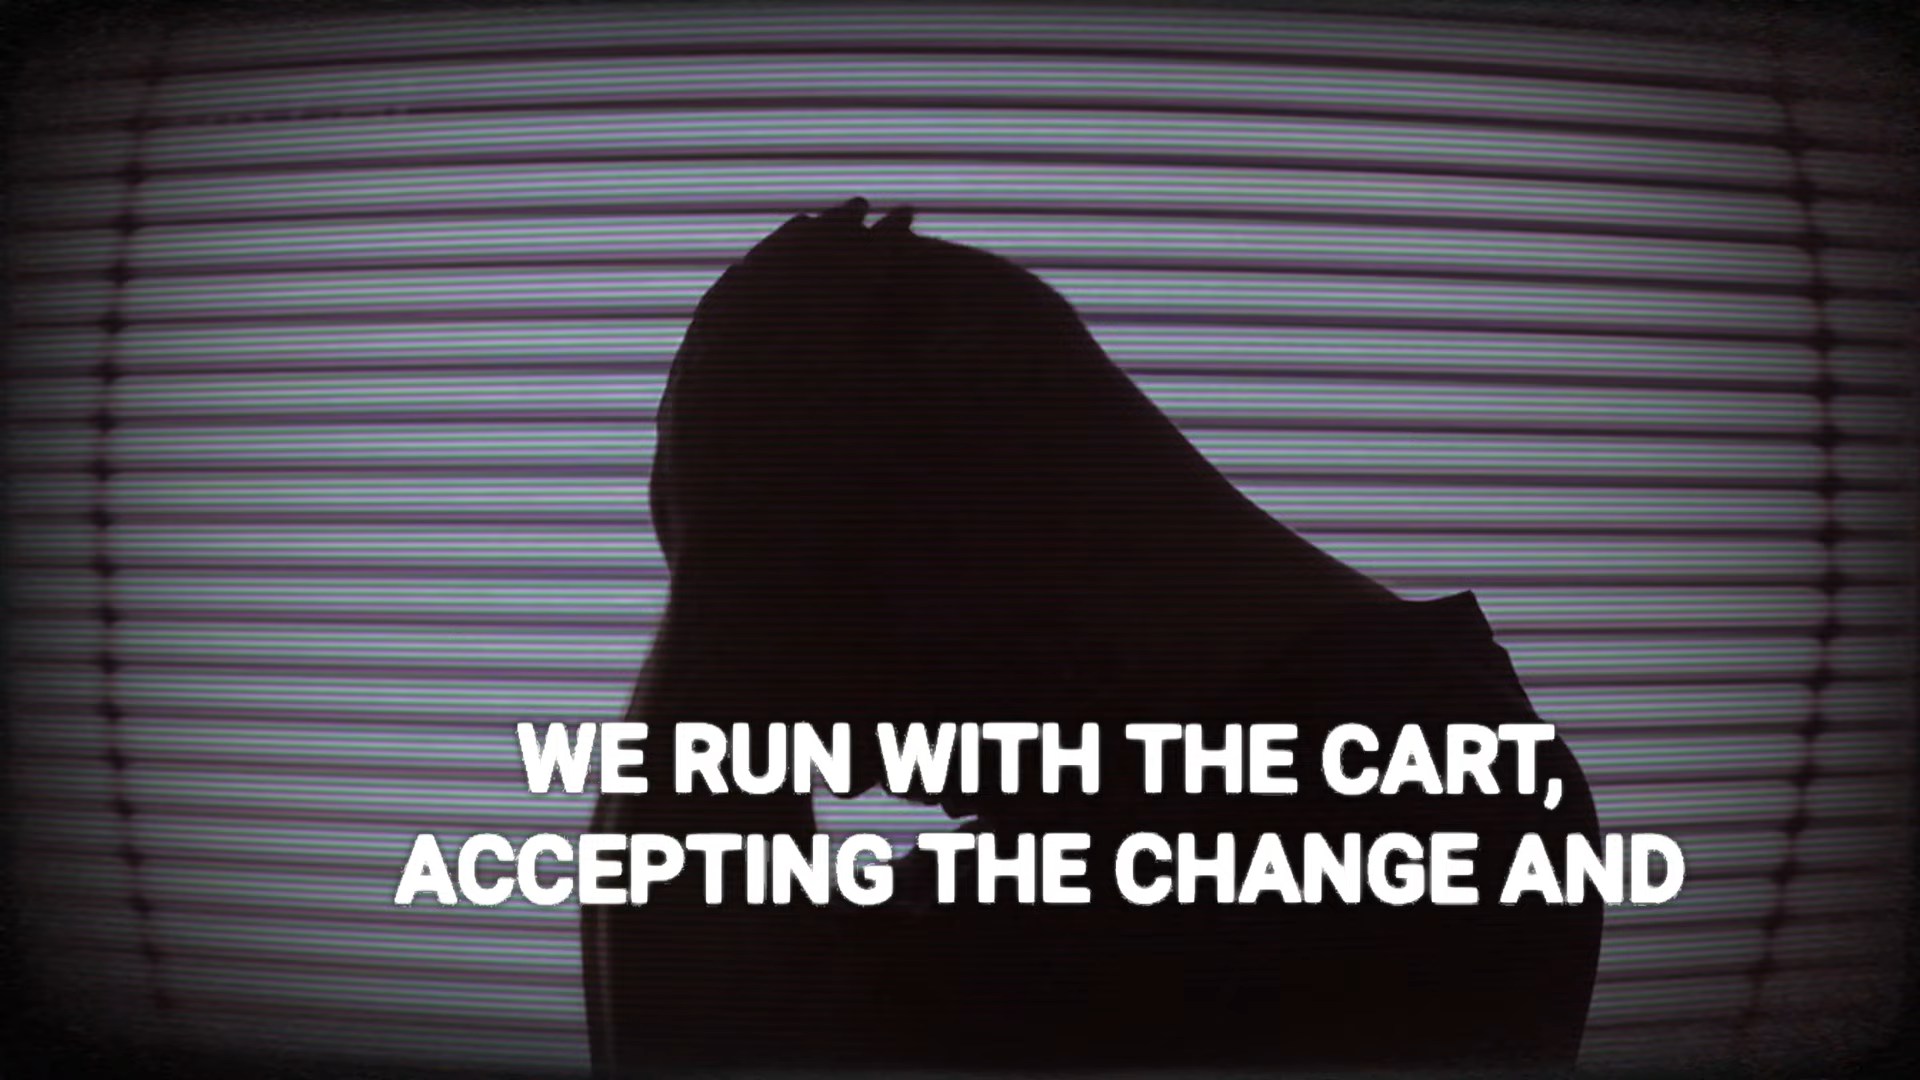 WE RUN WITH THE CART,
ACCEPTING THE CHANGE AND